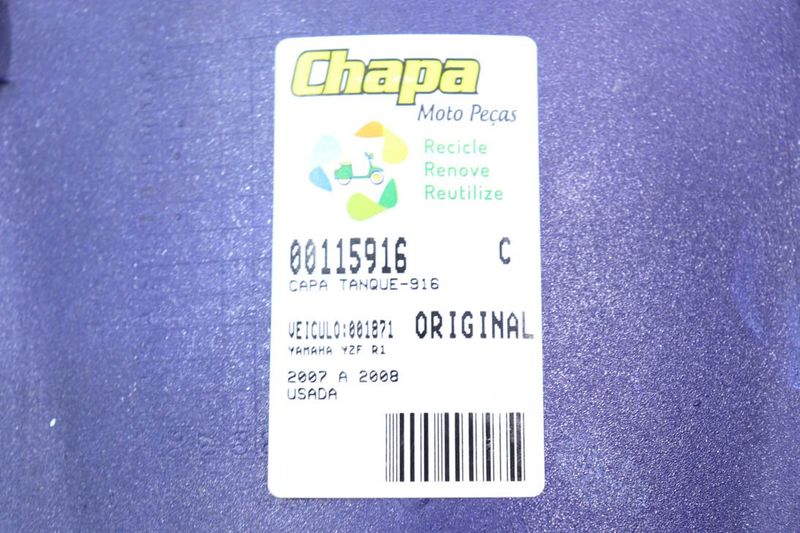 Chapa
Moto Peças
Recicle
Renove
Reutilize
00115916 C
CAPA TANQUE-916
VEICULO:001871 ORIGINAL
YAMAHA YZF R1
2007 A 2008
USADA